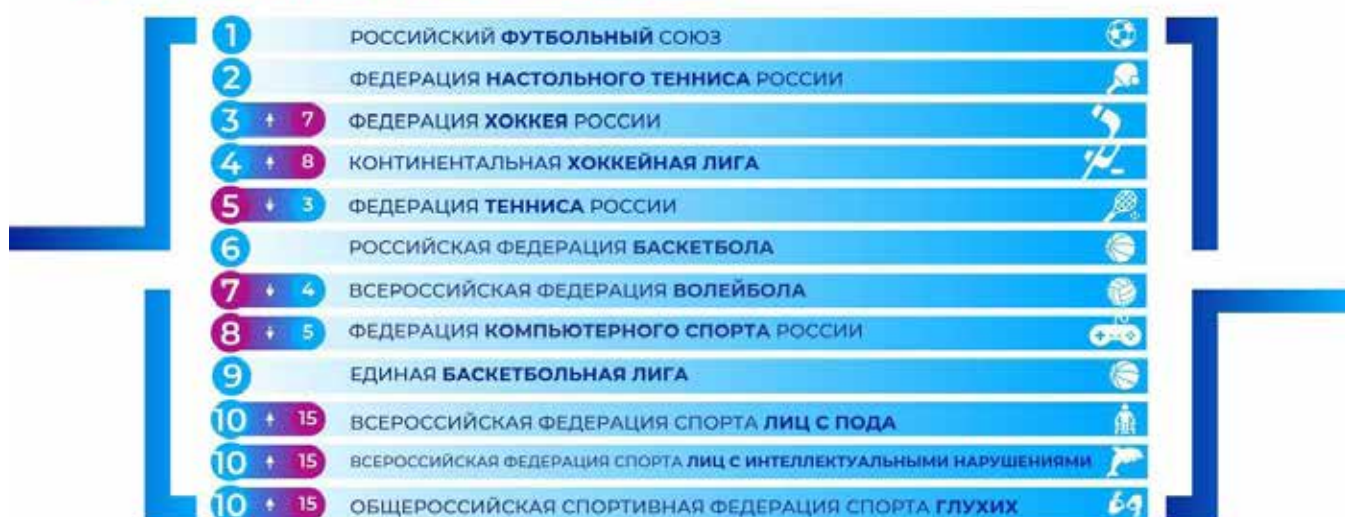 1 РОССИЙСКИЙ ФУТБОЛЬНЫЙ СОЮЗ
2 ФЕДЕРАЦИЯ НАСТОЛЬНОГО ТЕННИСА РОССИИ
3 7 ФЕДЕРАЦИЯ ХОККЕЯ РОССИИ
4 8 КОНТИНЕНТАЛЬНАЯ ХОККЕЙНАЯ ЛИГА
5 3 ФЕДЕРАЦИЯ ТЕННИСА РОССИИ
6 РОССИЙСКАЯ ФЕДЕРАЦИЯ БАСКЕТБОЛА
7 4 ВСЕРОССИЙСКАЯ ФЕДЕРАЦИЯ ВОЛЕЙБОЛА
8 5 ФЕДЕРАЦИЯ КОМПЬЮТЕРНОГО СПОРТА РОССИИ
9 ЕДИНАЯ БАСКЕТБОЛЬНАЯ ЛИГА
10 15 ВСЕРОССИЙСКАЯ ФЕДЕРАЦИЯ СПОРТА ЛИЦ С ПОДА
10 15 ВСЕРОССИЙСКАЯ ФЕДЕРАЦИЯ СПОРТА ЛИЦ С ИНТЕЛЛЕКТУАЛЬНЫМИ НАРУШЕНИЯМИ
10 15 ОБЩЕРОССИЙСКАЯ СПОРТИВНАЯ ФЕДЕРАЦИЯ СПОРТА ГЛУХИХ